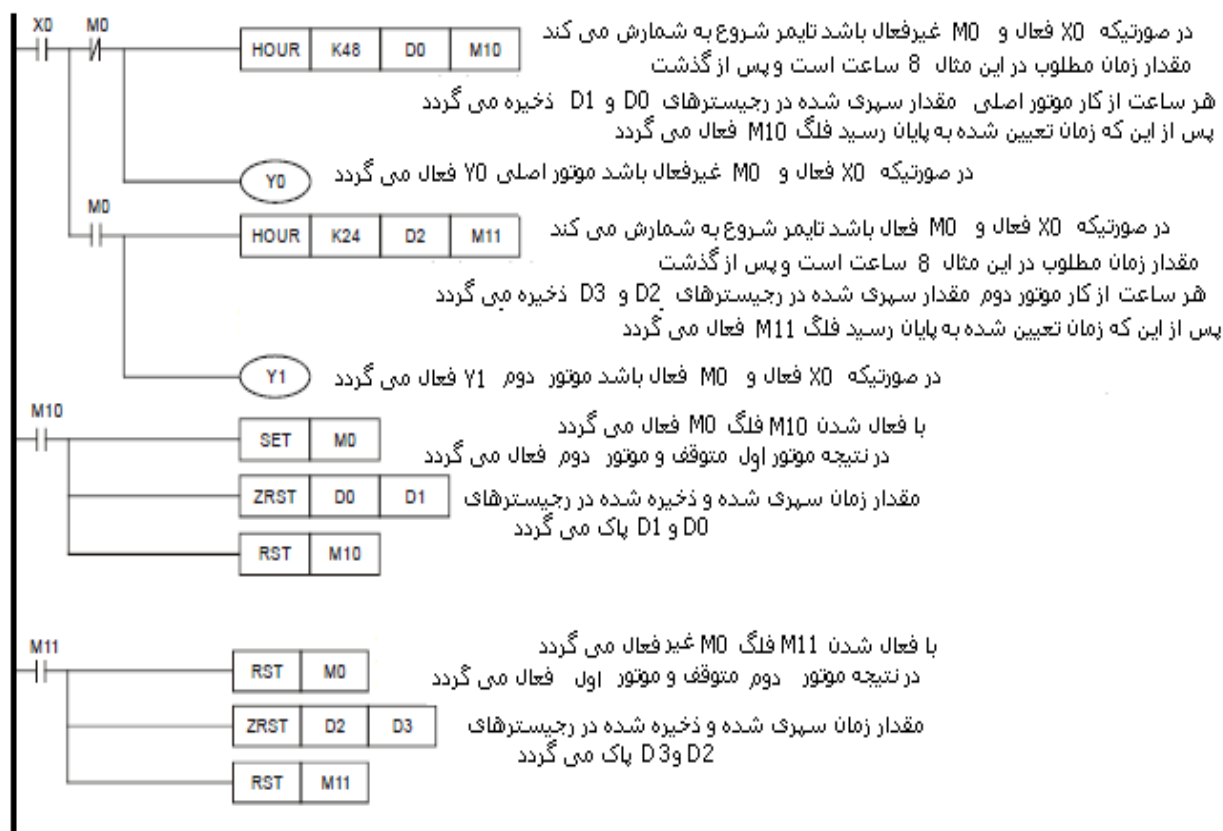 X0 M0
HOUR K48 D0 M10
در صورتیکه X0 فعال و M0 غیرفعال باشد تایمر شروع به شمارش می کند
مقدار زمان مطلوب در این مثال 8 ساعت است و پس از گذشت
هر ساعت از کار موتور اصلی مقدار سپری شده در رجیسترهای D0 و D1 ذخیره می گردد
پس از این که زمان تعیین شده به پایان رسید فلگ M10 فعال می گردد
Y0
در صورتیکه X0 فعال و M0 غیرفعال باشد موتور اصلی Y0 فعال می گردد
M0
HOUR K24 D2 M11
در صورتیکه X0 فعال و M0 فعال باشد تایمر شروع به شمارش می کند
مقدار زمان مطلوب در این مثال 8 ساعت است و پس از گذشت
هر ساعت از کار موتور دوم مقدار سپری شده در رجیسترهای D2 و D3 ذخیره می گردد
پس از این که زمان تعیین شده به پایان رسید فلگ M11 فعال می گردد
Y1
در صورتیکه X0 فعال و M0 فعال باشد موتور دوم Y1 فعال می گردد
M10
SET M0
با فعال شدن M10 فلگ M0 فعال می گردد
در نتیجه موتور اول متوقف و موتور دوم فعال می گردد
ZRST D0 D1
مقدار زمان سپری شده و ذخیره شده در رجیسترهای
D0 و D1 پاک می گردد
RST M10
M11
RST M0
با فعال شدن M11 فلگ M0 غیرفعال می گردد
در نتیجه موتور دوم متوقف و موتور اول فعال می گردد
ZRST D2 D3
مقدار زمان سپری شده و ذخیره شده در رجیسترهای
D2 و D3 پاک می گردد
RST M11